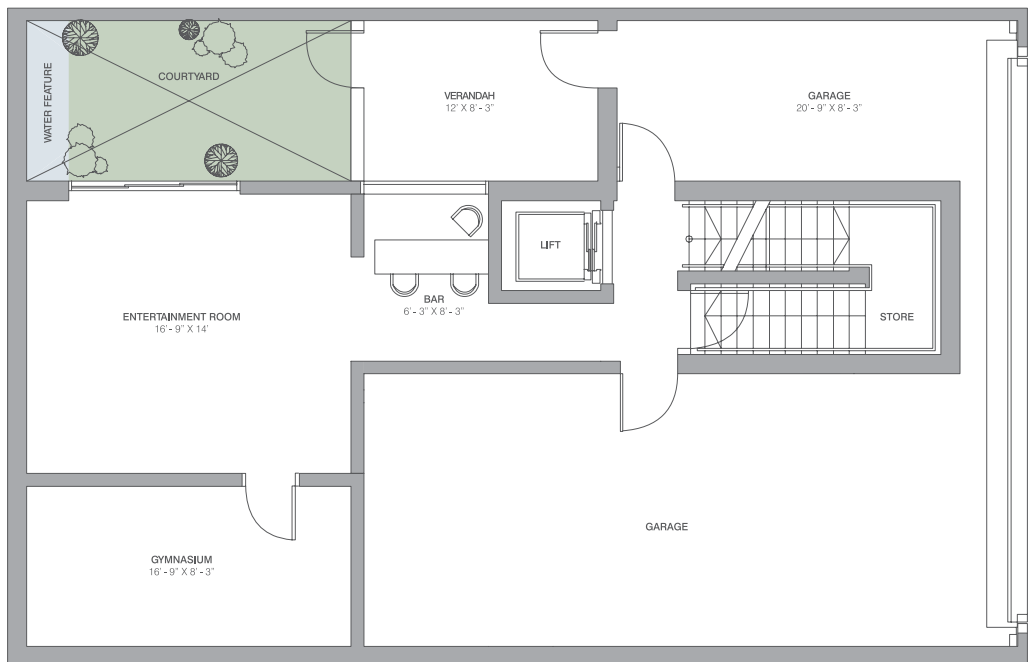 WATER FEATURE
COURTYARD
VERANDAH
12' X 8' - 3"
GARAGE
20' - 9" X 8' - 3"
LIFT
BAR
6' - 3" X 8' - 3"
ENTERTAINMENT ROOM
16' - 9" X 14'
STORE
GARAGE
GYMNASIUM
16' - 9" X 8' - 3"